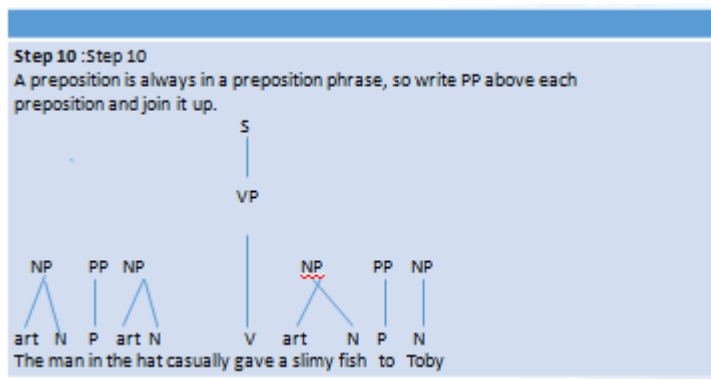 Step 10 :Step 10
A preposition is always in a preposition phrase, so write PP above each
preposition and join it up.
S
VP
NP PP NP NP PP NP
art N P art N V art N P N
The man in the hat casually gave a slimy fish to Toby